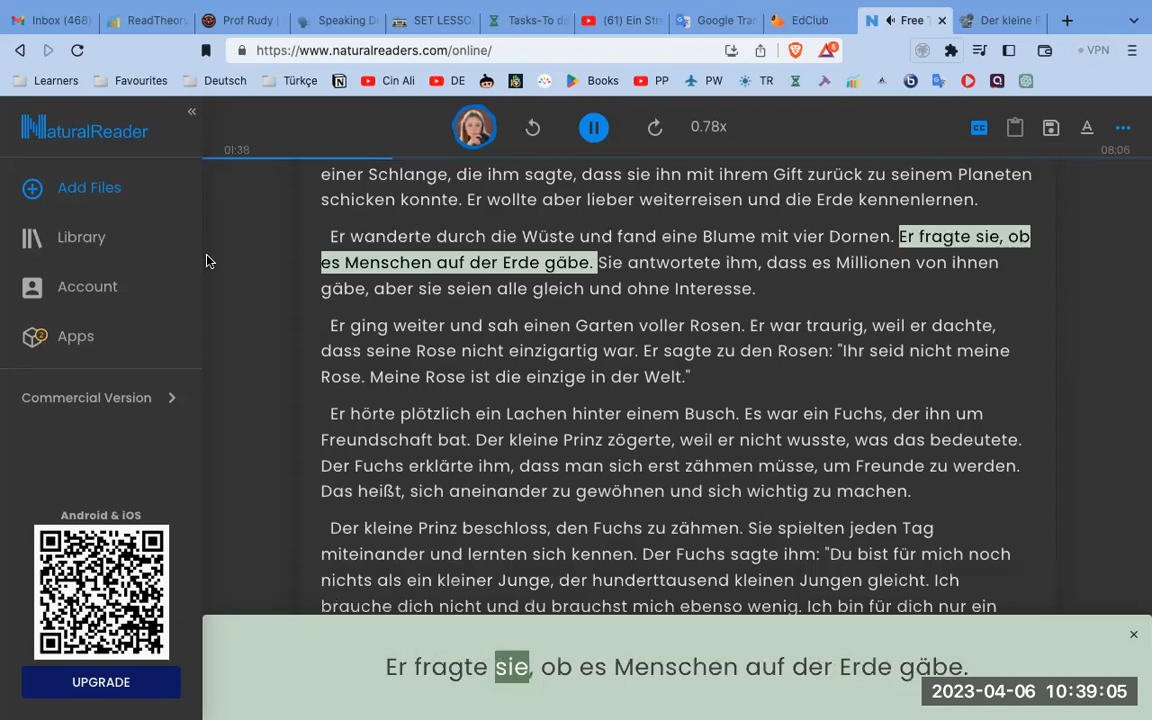 Inbox (468)
ReadTheory
Prof Rudy
Speaking D
SET LESSO
Tasks-To d
(61) Ein Str
Google Tran
EdClub
Free T
Der kleine P
https://www.naturalreaders.com/online/
6
VPN
Learners
Favourites
Deutsch
Türkçe
Cin Ali
DE
Books
PP
PW
TR
NaturalReader
0.78x
CC
01:36
08:06
Add Files
Library
Account
Apps
2
Commercial Version
Android & iOS
UPGRADE
einer Schlange, die ihm sagte, dass sie ihn mit ihrem Gift zurück zu seinem Planeten
schicken konnte. Er wollte aber lieber weiterreisen und die Erde kennenlernen.
Er wanderte durch die Wüste und fand eine Blume mit vier Dornen. Er fragte sie, ob
es Menschen auf der Erde gäbe. Sie antwortete ihm, dass es Millionen von ihnen
gäbe, aber sie seien alle gleich und ohne Interesse.
Er ging weiter und sah einen Garten voller Rosen. Er war traurig, weil er dachte,
dass seine Rose nicht einzigartig war. Er sagte zu den Rosen: "Ihr seid nicht meine
Rose. Meine Rose ist die einzige in der Welt."
Er hörte plötzlich ein Lachen hinter einem Busch. Es war ein Fuchs, der ihn um
Freundschaft bat. Der kleine Prinz zögerte, weil er nicht wusste, was das bedeutete.
Der Fuchs erklärte ihm, dass man sich erst zähmen müsse, um Freunde zu werden.
Das heißt, sich aneinander zu gewöhnen und sich wichtig zu machen.
Der kleine Prinz beschloss, den Fuchs zu zähmen. Sie spielten jeden Tag
miteinander und lernten sich kennen. Der Fuchs sagte ihm: "Du bist für mich noch
nichts als ein kleiner Junge, der hunderttausend kleinen Jungen gleicht. Ich
brauche dich nicht und du brauchst mich ebenso wenig. Ich bin für dich nur ein
Er fragte sie, ob es Menschen auf der Erde gäbe.
2023-04-06 10:39:05